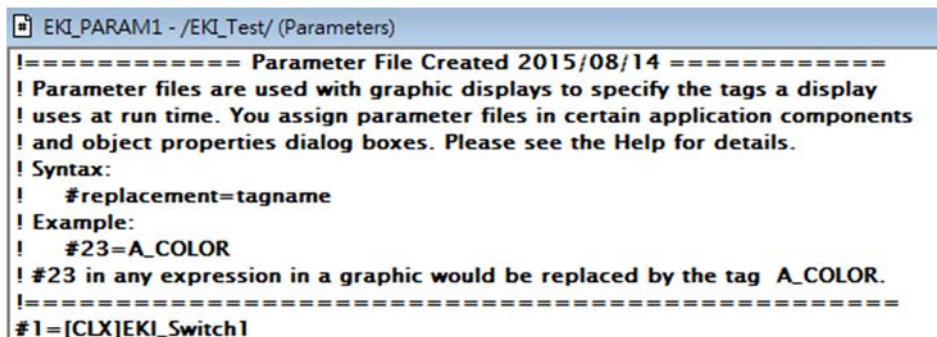 EKI_PARAM1 - /EKI_Test/ (Parameters)
!============ Parameter File Created 2015/08/14 ============
! Parameter files are used with graphic displays to specify the tags a display
! uses at run time. You assign parameter files in certain application components
! and object properties dialog boxes. Please see the Help for details.
! Syntax:
!    #replacement=tagname
! Example:
!    #23=A_COLOR
! #23 in any expression in a graphic would be replaced by the tag  A_COLOR.
!================================================
#1=[CLX]EKI_Switch1